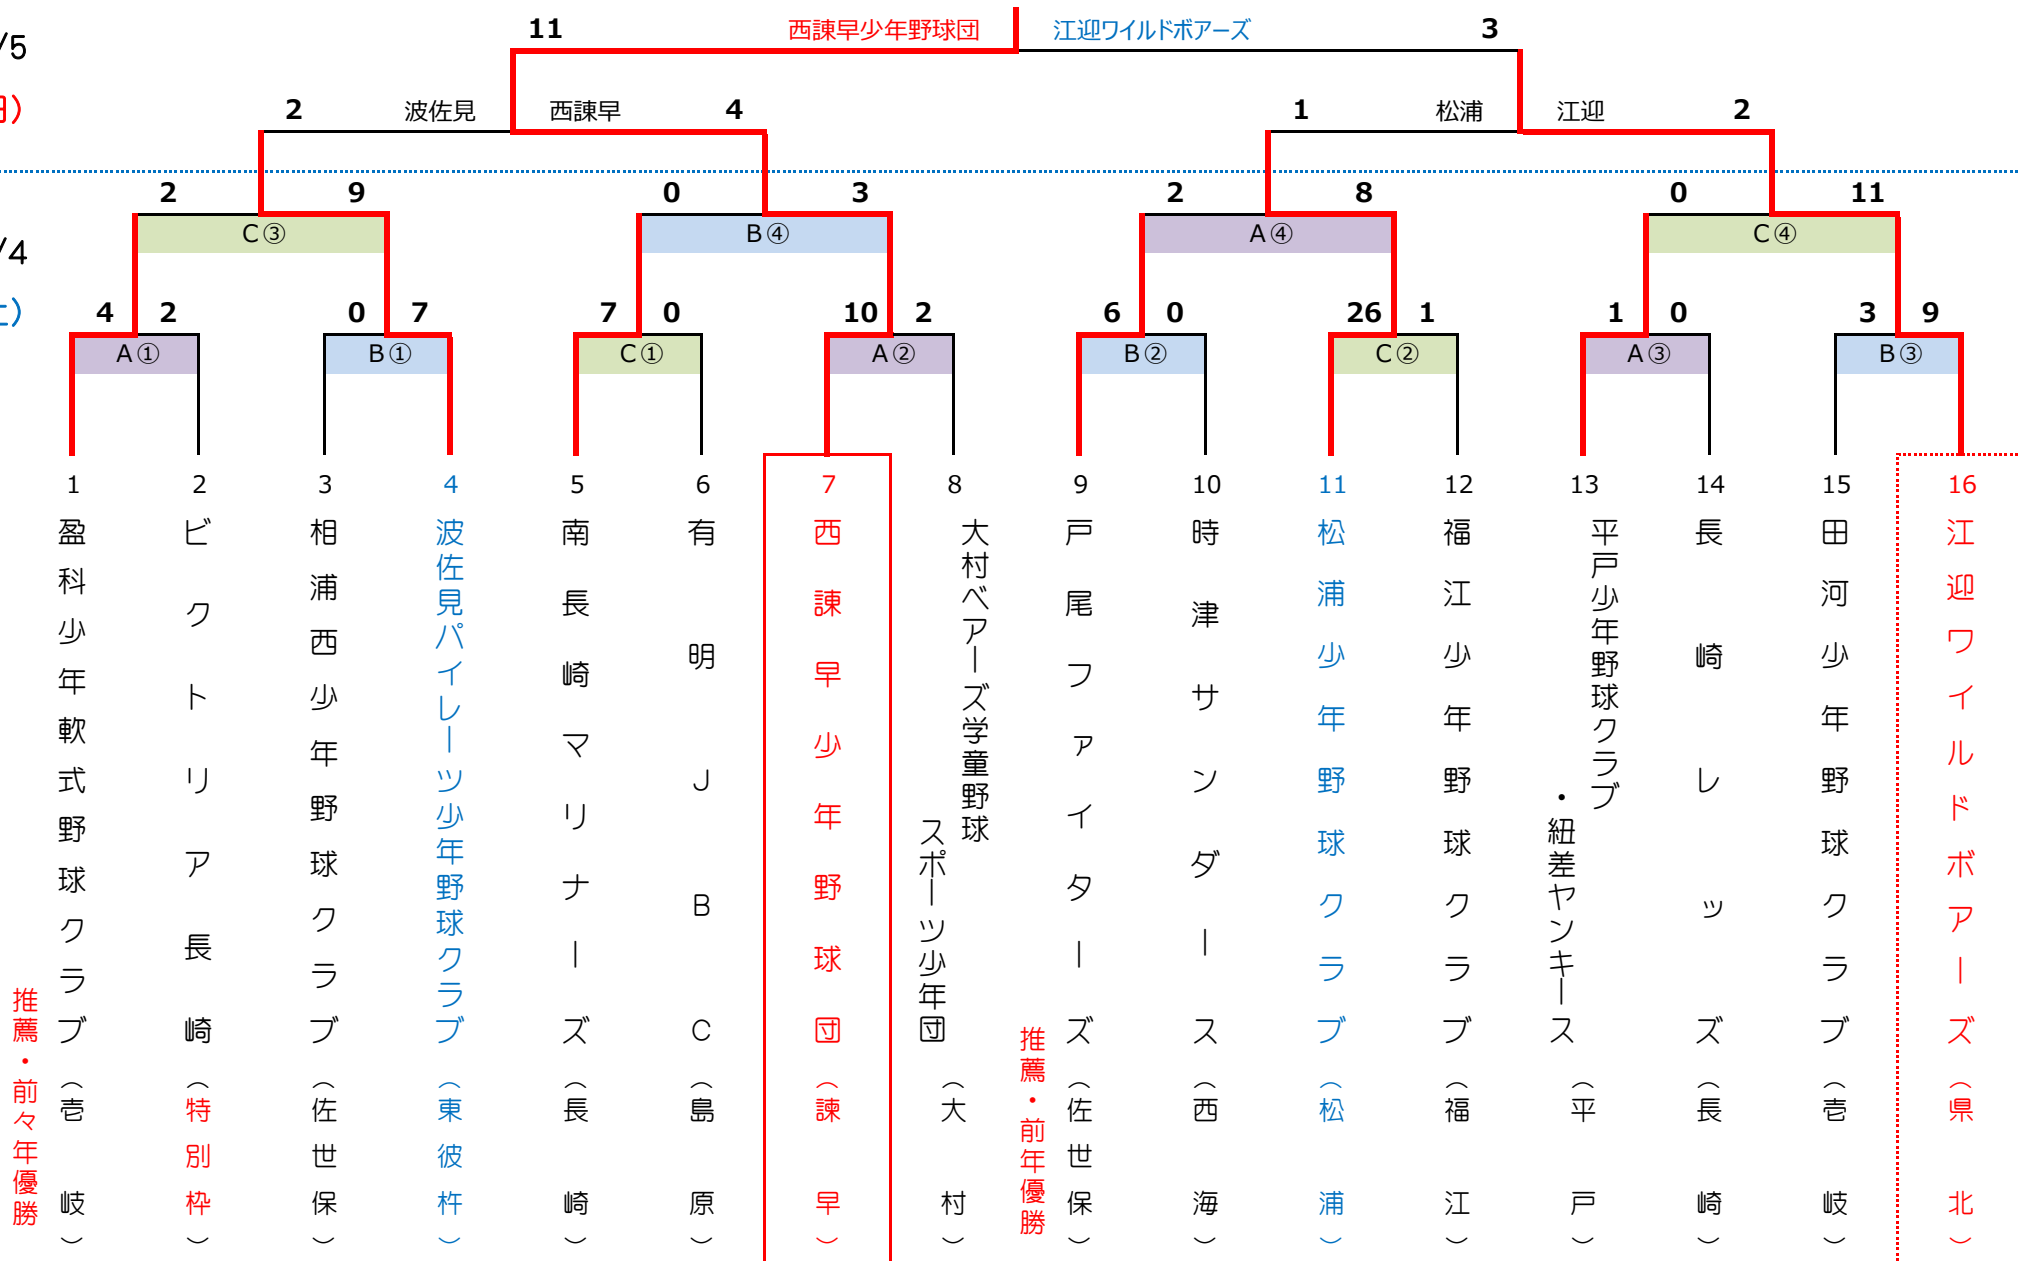 11 西諫早少年野球団 江迎ワイルドボアーズ 3
/5
2 波佐見 西諫早 4 1 松浦 江迎 2
2 9 0 3 2 8 0 11
C③ B④ A④ C④
/4
4 2 0 7 7 0 10 2 6 0 26 1 1 0 3 9
A① B① C① A② B② C② A③ B③
1 2 3 4 5 6 7 8 9 10 11 12 13 14 15 16
推薦・前々年優勝
盈科少年軟式野球クラブ(壱岐)
ビクトリア長崎(特別枠)
相浦西少年野球クラブ(佐世保)
波佐見パイレーツ少年野球クラブ(東彼杵)
南長崎マリナーズ(長崎)
有明JBC(島原)
西諫早少年野球団(諫早)
大村ベアーズ学童野球
スポーツ少年団(大村)
推薦・前年優勝
戸尾ファイターズ(佐世保)
時津サンダース(西海)
松浦少年野球クラブ(松浦)
福江少年野球クラブ(福江)
平戸少年野球クラブ
・紐差ヤンキース(平戸)
長崎レッズ(長崎)
田河少年野球クラブ(壱岐)
江迎ワイルドボアーズ(県北)